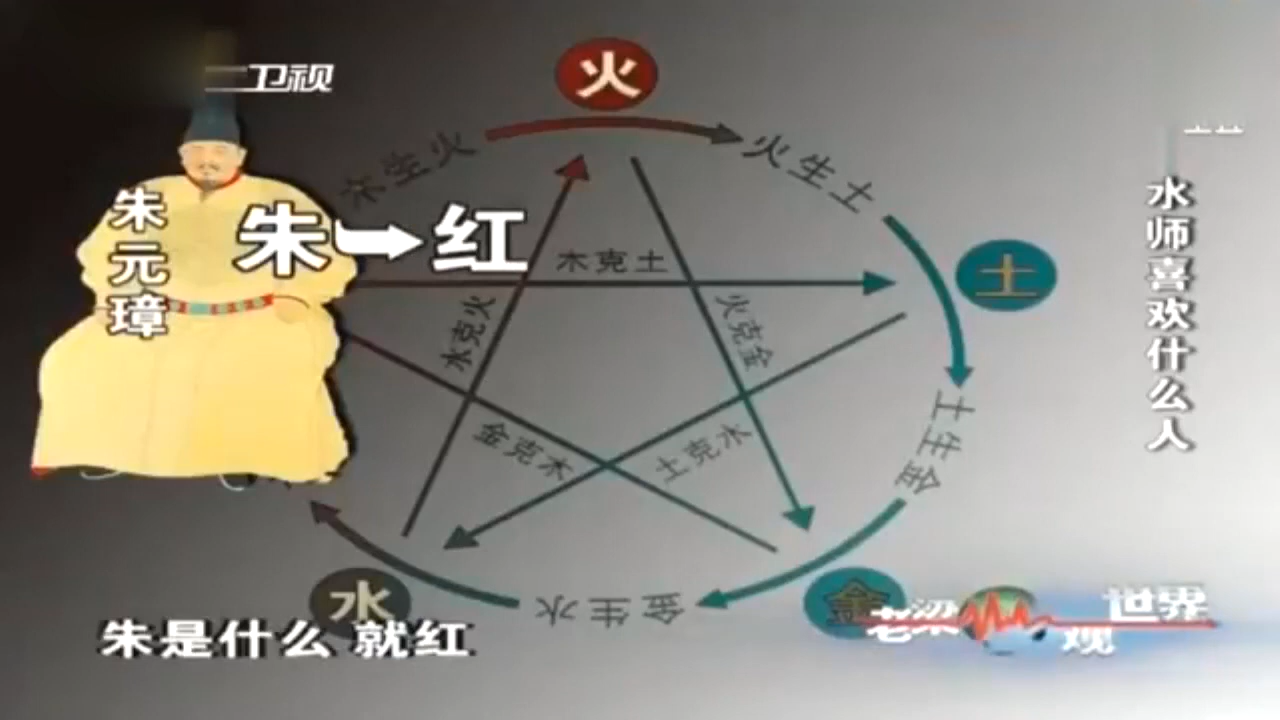 卫视
火
木生火
火生土
朱元璋
朱
红
水师喜欢什么人
木克土
土
水克火
火克金
金克木
土克水
土生金
水
金生水
金
老梁
观
世界
朱是什么 就红